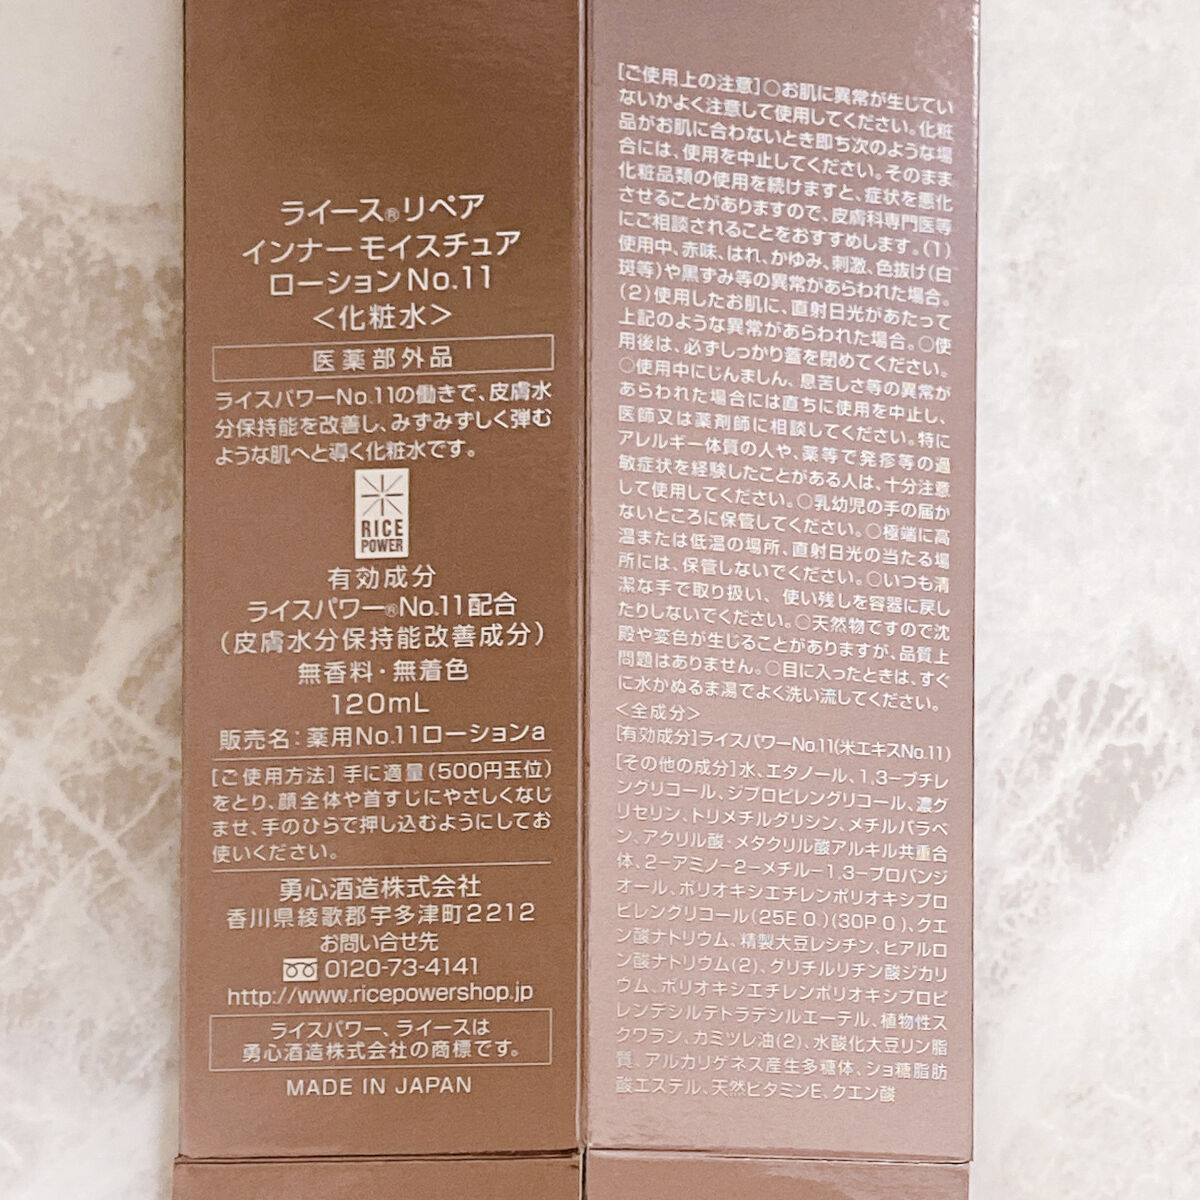 ライース®リペア
インナー モイスチュア
ローションNo.11
<化粧水>
医薬部外品
ライスパワーNo.11の働きで、皮膚水
分保持能を改善し、みずみずしく弾む
ような肌へと導く化粧水です。
RICE
POWER
有効成分
ライスパワー®No.11配合
(皮膚水分保持能改善成分)
無香料・無着色
120mL
販売名:薬用No.11ローションa
[ご使用方法]手に適量(500円玉位)
をとり、顔全体や首すじにやさしくなじ
ませ、手のひらで押し込むようにしてお
使いください。
勇心酒造株式会社
香川県綾歌郡宇多津町2212
お問い合せ先
0120-73-4141
http://www.ricepowershop.jp
ライスパワー、ライースは
勇心酒造株式会社の商標です。
MADE IN JAPAN
[ご使用上の注意]○お肌に異常が生じてい
ないかよく注意して使用してください。化粧
品がお肌に合わないとき即ち次のような場
合には、使用を中止してください。そのまま
化粧品類の使用を続けますと、症状を悪化
させることがありますので、皮膚科専門医等
にご相談されることをおすすめします。(1)
使用中、赤味、はれ、かゆみ、刺激、色抜け(白
斑等)や黒ずみ等の異常があらわれた場合。
(2)使用したお肌に、直射日光があたって
上記のような異常があらわれた場合。○使
用後は、必ずしっかり蓋を閉めてください。
○使用中にじんましん、息苦しさ等の異常が
あらわれた場合には直ちに使用を中止し、
医師又は薬剤師に相談してください。特に
アレルギー体質の人や、薬等で発疹等の過
敏症状を経験したことがある人は、十分注意
して使用してください。○乳幼児の手の届か
ないところに保管してください。○極端に高
温または低温の場所、直射日光の当たる場
所には、保管しないでください。○いつも清
潔な手で取り扱い、使い残しを容器に戻し
たりしないでください。○天然物ですので沈
殿や変色が生じることがありますが、品質上
問題はありません。○目に入ったときは、すぐ
に水かぬるま湯でよく洗い流してください。
<全成分>
[有効成分]ライスパワーNo.11(米エキスNo.11)
[その他の成分]水、エタノール、1,3-ブチレ
ングリコール、ジプロピレングリコール、濃グ
リセリン、トリメチルグリシン、メチルパラベ
ン、アクリル酸・メタクリル酸アルキル共重合
体、2-アミノ-2-メチル-1,3-プロパンジ
オール、ポリオキシエチレンポリオキシプロ
ピレングリコール(25E.O.)(30P.O.)、クエ
ン酸ナトリウム、精製大豆レシチン、ヒアルロ
ン酸ナトリウム(2)、グリチルリチン酸ジカリ
ウム、ポリオキシエチレンポリオキシプロピ
レンデシルテトラデシルエーテル、植物性ス
クワラン、カミツレ油(2)、水酸化大豆リン脂
質、アルカリゲネス産生多糖体、ショ糖脂肪
酸エステル、天然ビタミンE、クエン酸